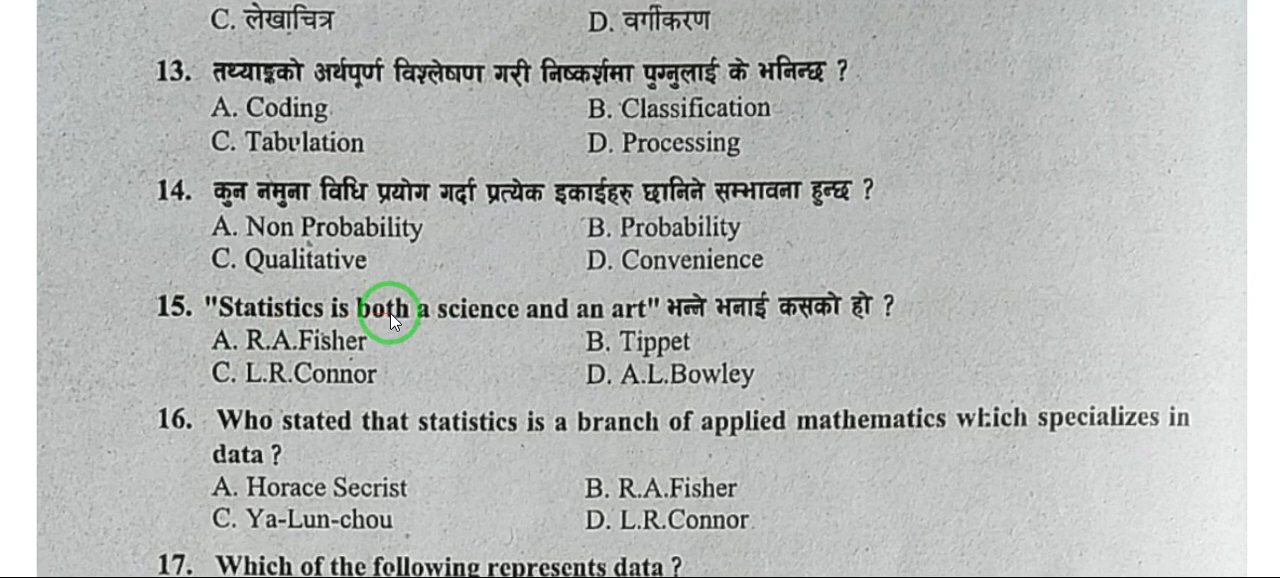 C. लेखाचित्र D. वर्गीकरण
13. तथ्याङ्कको अर्थपूर्ण विश्लेषण गरी निष्कर्शमा पुग्नुलाई के भनिन्छ ?
A. Coding B. Classification
C. Tabulation D. Processing
14. कुन नमुना विधि प्रयोग गर्दा प्रत्येक इकाईहरु छानिने सम्भावना हुन्छ ?
A. Non Probability B. Probability
C. Qualitative D. Convenience
15. "Statistics is both a science and an art" भन्ने भनाई कसको हो ?
A. R.A.Fisher B. Tippet
C. L.R.Connor D. A.L.Bowley
16. Who stated that statistics is a branch of applied mathematics which specializes in
data ?
A. Horace Secrist B. R.A.Fisher
C. Ya-Lun-chou D. L.R.Connor
17. Which of the following represents data ?